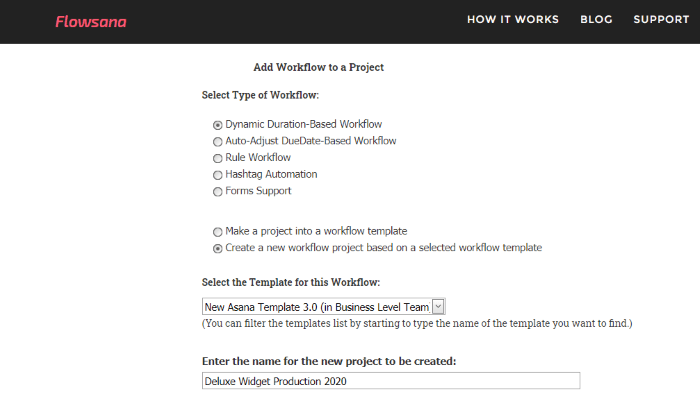 Flowsana
HOW IT WORKS BLOG SUPPORT
Add Workflow to a Project
Select Type of Workflow:
Dynamic Duration-Based Workflow
Auto-Adjust DueDate-Based Workflow
Rule Workflow
Hashtag Automation
Forms Support
Make a project into a workflow template
Create a new workflow project based on a selected workflow template
Select the Template for this Workflow:
New Asana Template 3.0 (in Business Level Team
(You can filter the templates list by starting to type the name of the template you want to find.)
Enter the name for the new project to be created:
Deluxe Widget Production 2020